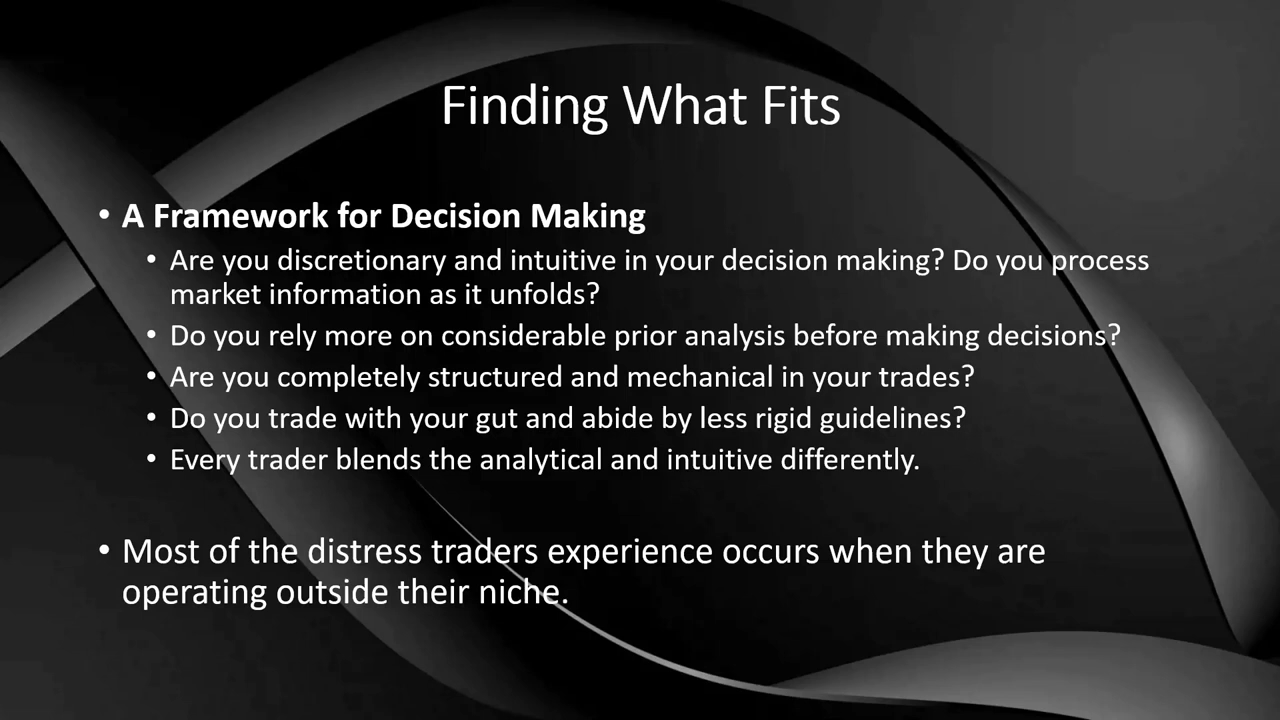 Finding What Fits
• A Framework for Decision Making
• Are you discretionary and intuitive in your decision making? Do you process
market information as it unfolds?
• Do you rely more on considerable prior analysis before making decisions?
• Are you completely structured and mechanical in your trades?
• Do you trade with your gut and abide by less rigid guidelines?
• Every trader blends the analytical and intuitive differently.
• Most of the distress traders experience occurs when they are
operating outside their niche.